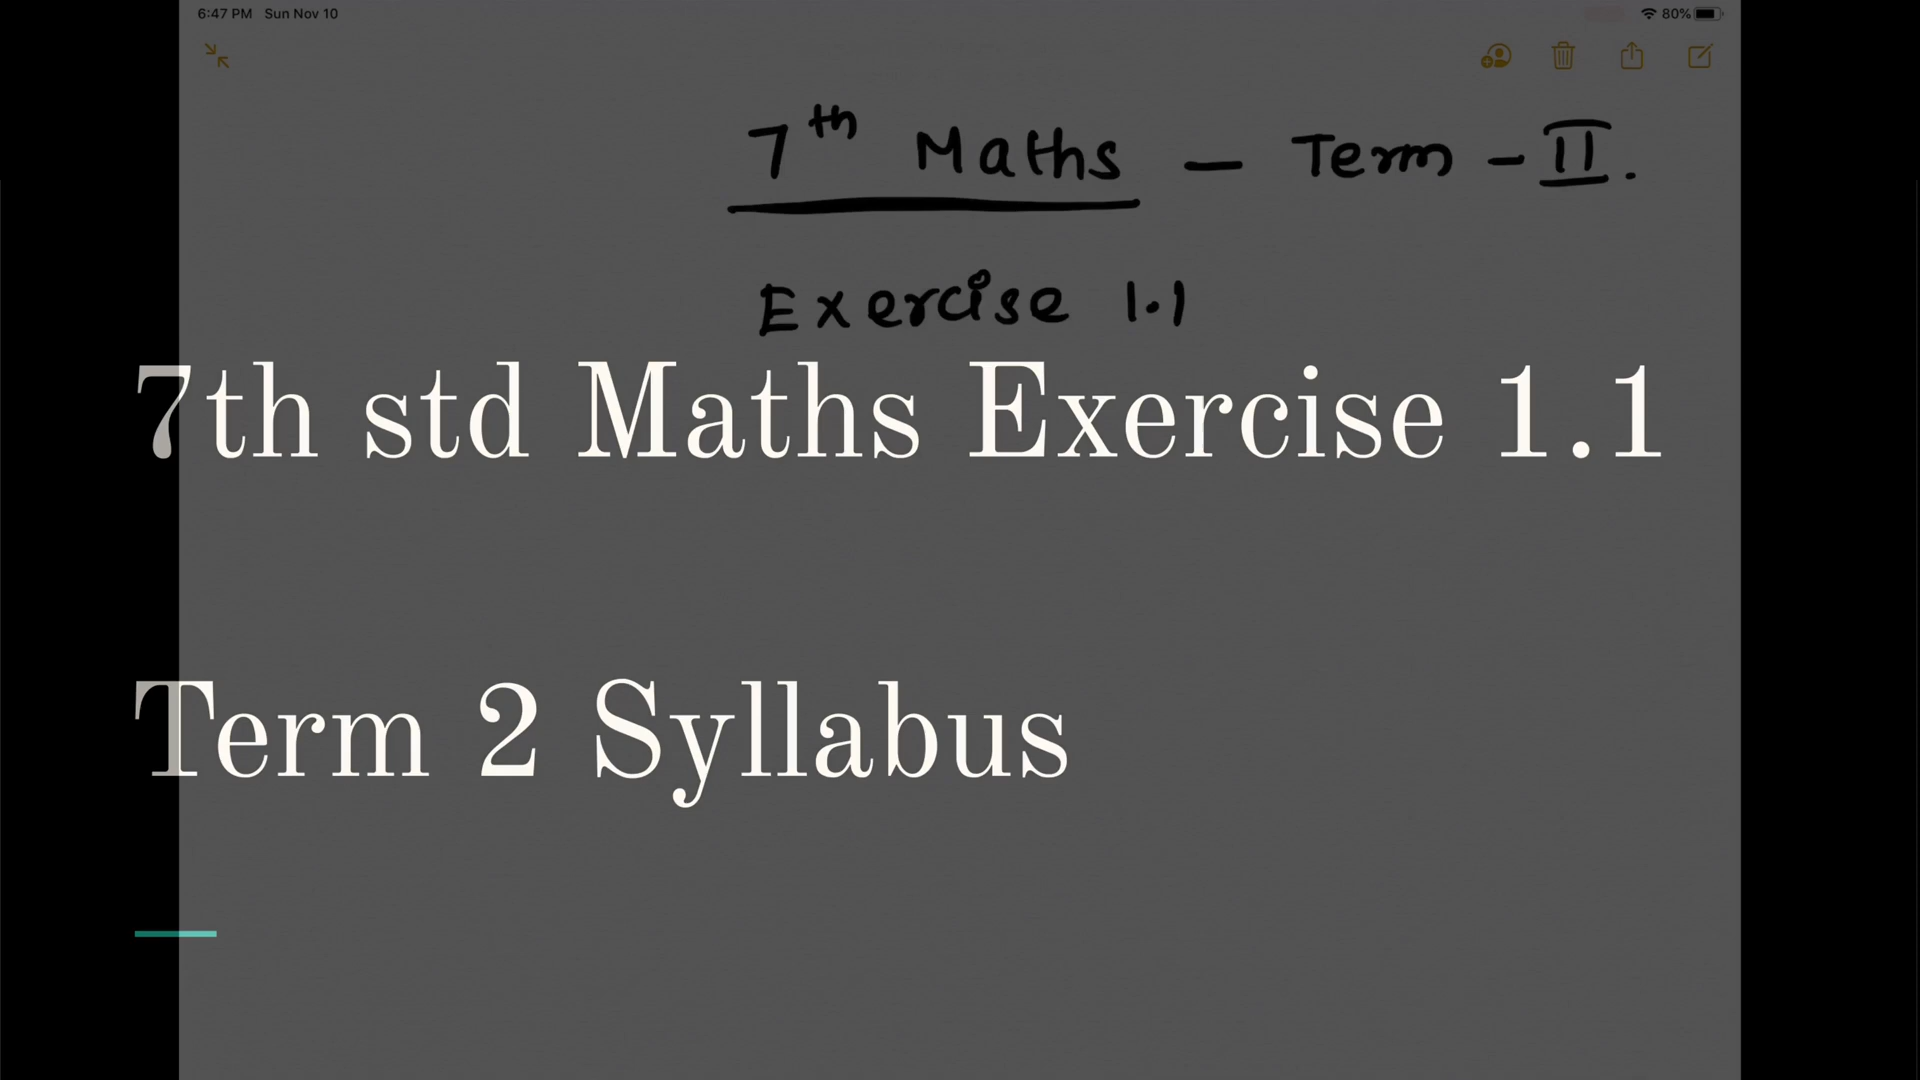 6:47 PM Sun Nov 10 80%
7th Maths - Term - II.
Exercise 1.1
7th std Maths Exercise 1.1
Term 2 Syllabus